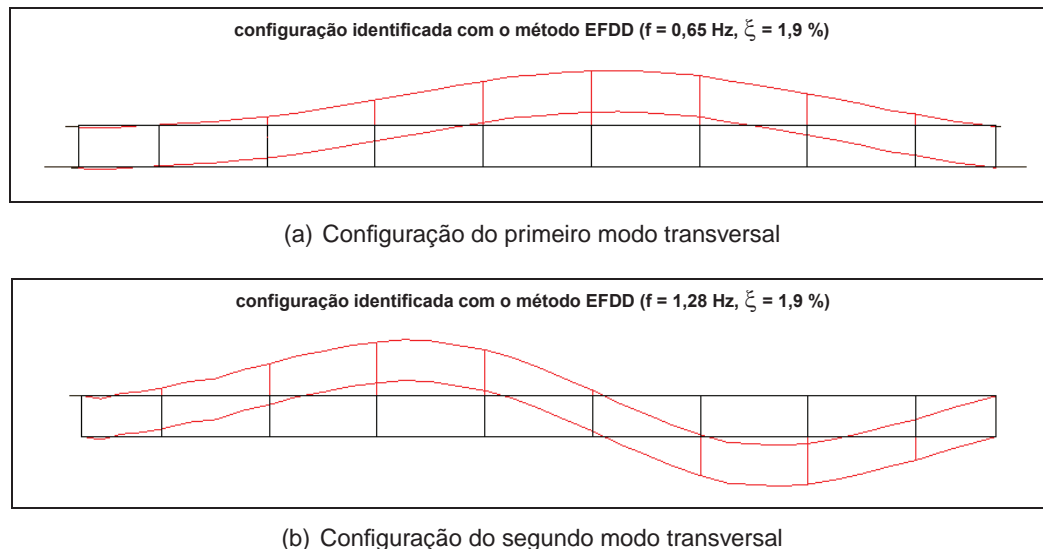 configuração identificada com o método EFDD (f = 0,65 Hz, ξ = 1,9 %)
(a) Configuração do primeiro modo transversal
configuração identificada com o método EFDD (f = 1,28 Hz, ξ = 1,9 %)
(b) Configuração do segundo modo transversal